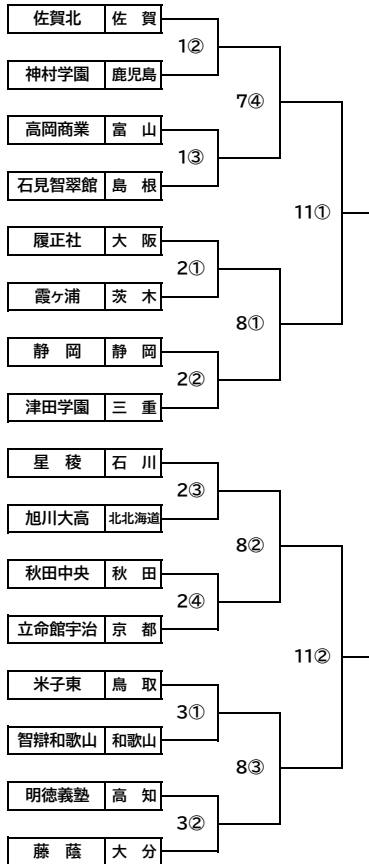 佐賀北 佐 賀
1②
神村学園 鹿児島
7④
高岡商業 富 山
1③
石見智翠館 島 根
11①
履正社 大 阪
2①
霞ヶ浦 茨 木
8①
静 岡 静 岡
2②
津田学園 三 重
星 稜 石 川
2③
旭川大高 北北海道
8②
秋田中央 秋 田
2④
立命館宇治 京 都
11②
米子東 鳥 取
3①
智辯和歌山 和歌山
8③
明徳義塾 高 知
3②
藤 蔭 大 分